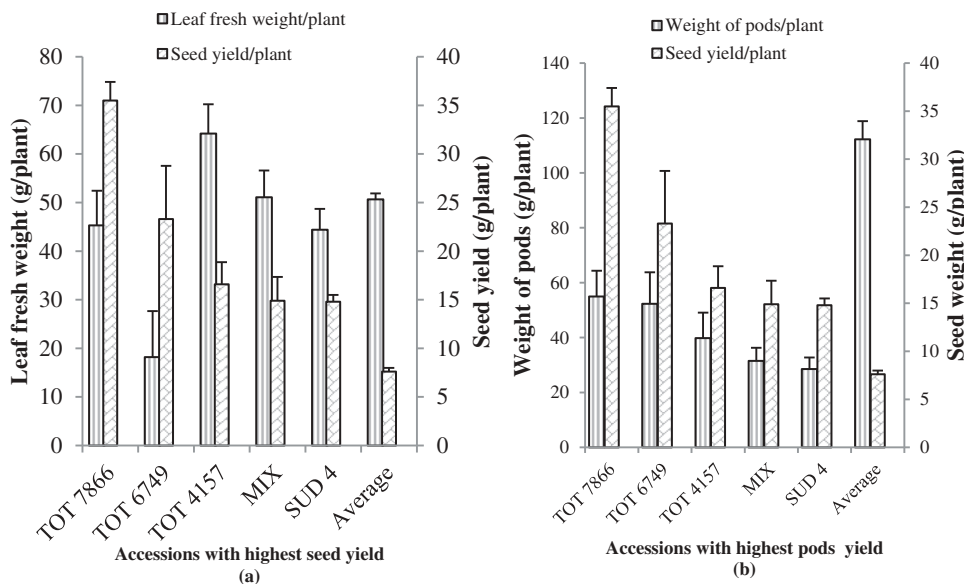 Leaf fresh weight/plant
Seed yield/plant
80
70
60
50
40
30
20
10
0
Leaf fresh weight (g/plant)
40
35
30
25
20
15
10
5
0
Seed yield (g/plant)
TOT 7866
TOT 6749
TOT 4157
MIX
SUD 4
Average
Accessions with highest seed yield
(a)
Weight of pods/plant
Seed yield/plant
140
120
100
80
60
40
20
0
Weight of pods (g/plant)
40
35
30
25
20
15
10
5
0
Seed weight (g/plant)
TOT 7866
TOT 6749
TOT 4157
MIX
SUD 4
Average
Accessions with highest pods yield
(b)